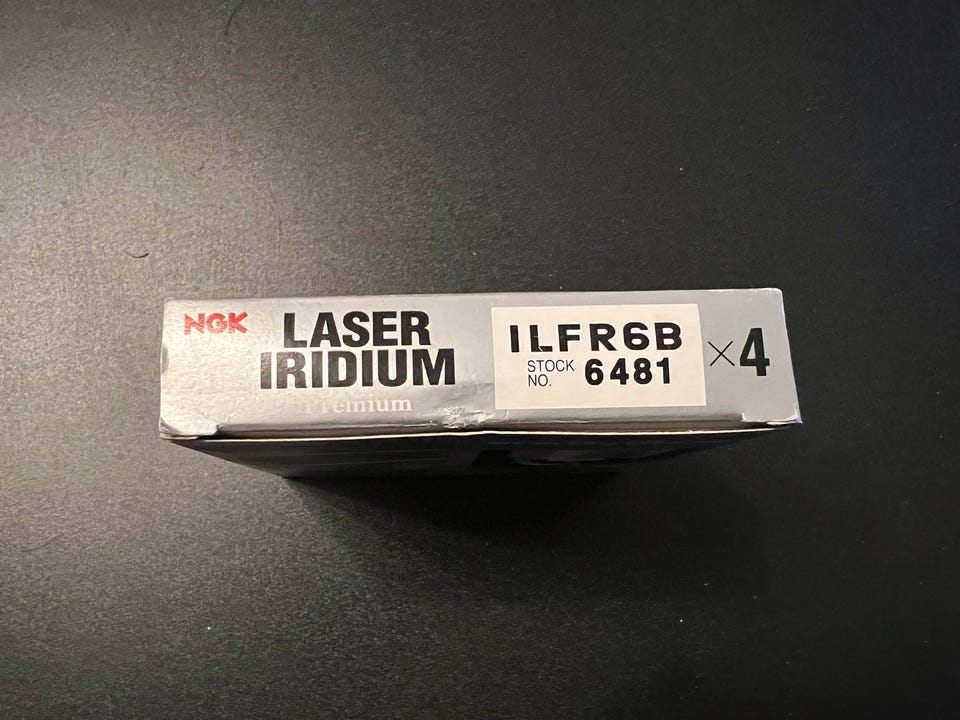 NGK
LASER
IRIDIUM
Premium
ILFR6B
STOCK
NO. 6481
×4